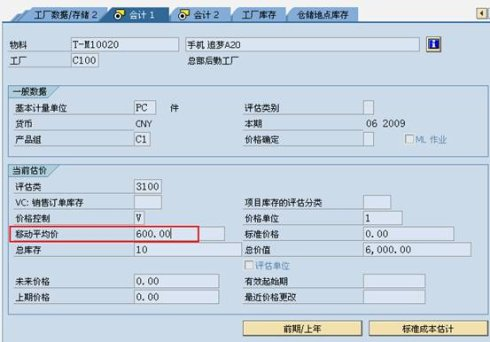 工厂数据/存储 2 会计 1 会计 2 工厂库存 仓储地点库存
物料 T-M10020 手机 追梦A20
工厂 C100 总部后勤工厂
一般数据
基本计量单位 PC 件 评估类别
货币 CNY 本期 06 2009
产品组 C1 价格确定 ML 作业
当前估价
评估类 3100
VC: 销售订单库存 项目库存的评估分类
价格控制 V 价格单位 1
移动平均价 600.00 标准价格 0.00
总库存 10 总价值 6,000.00
评估单位
未来价格 0.00 有效起始期
上期价格 0.00 最近价格更改
前期/上年 标准成本估计